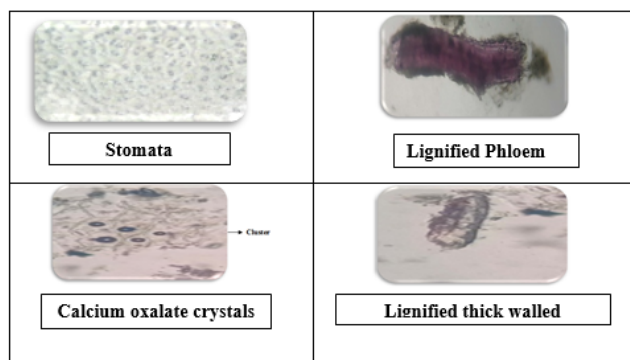 Stomata
Lignified Phloem
Cluster
Calcium oxalate crystals
Lignified thick walled